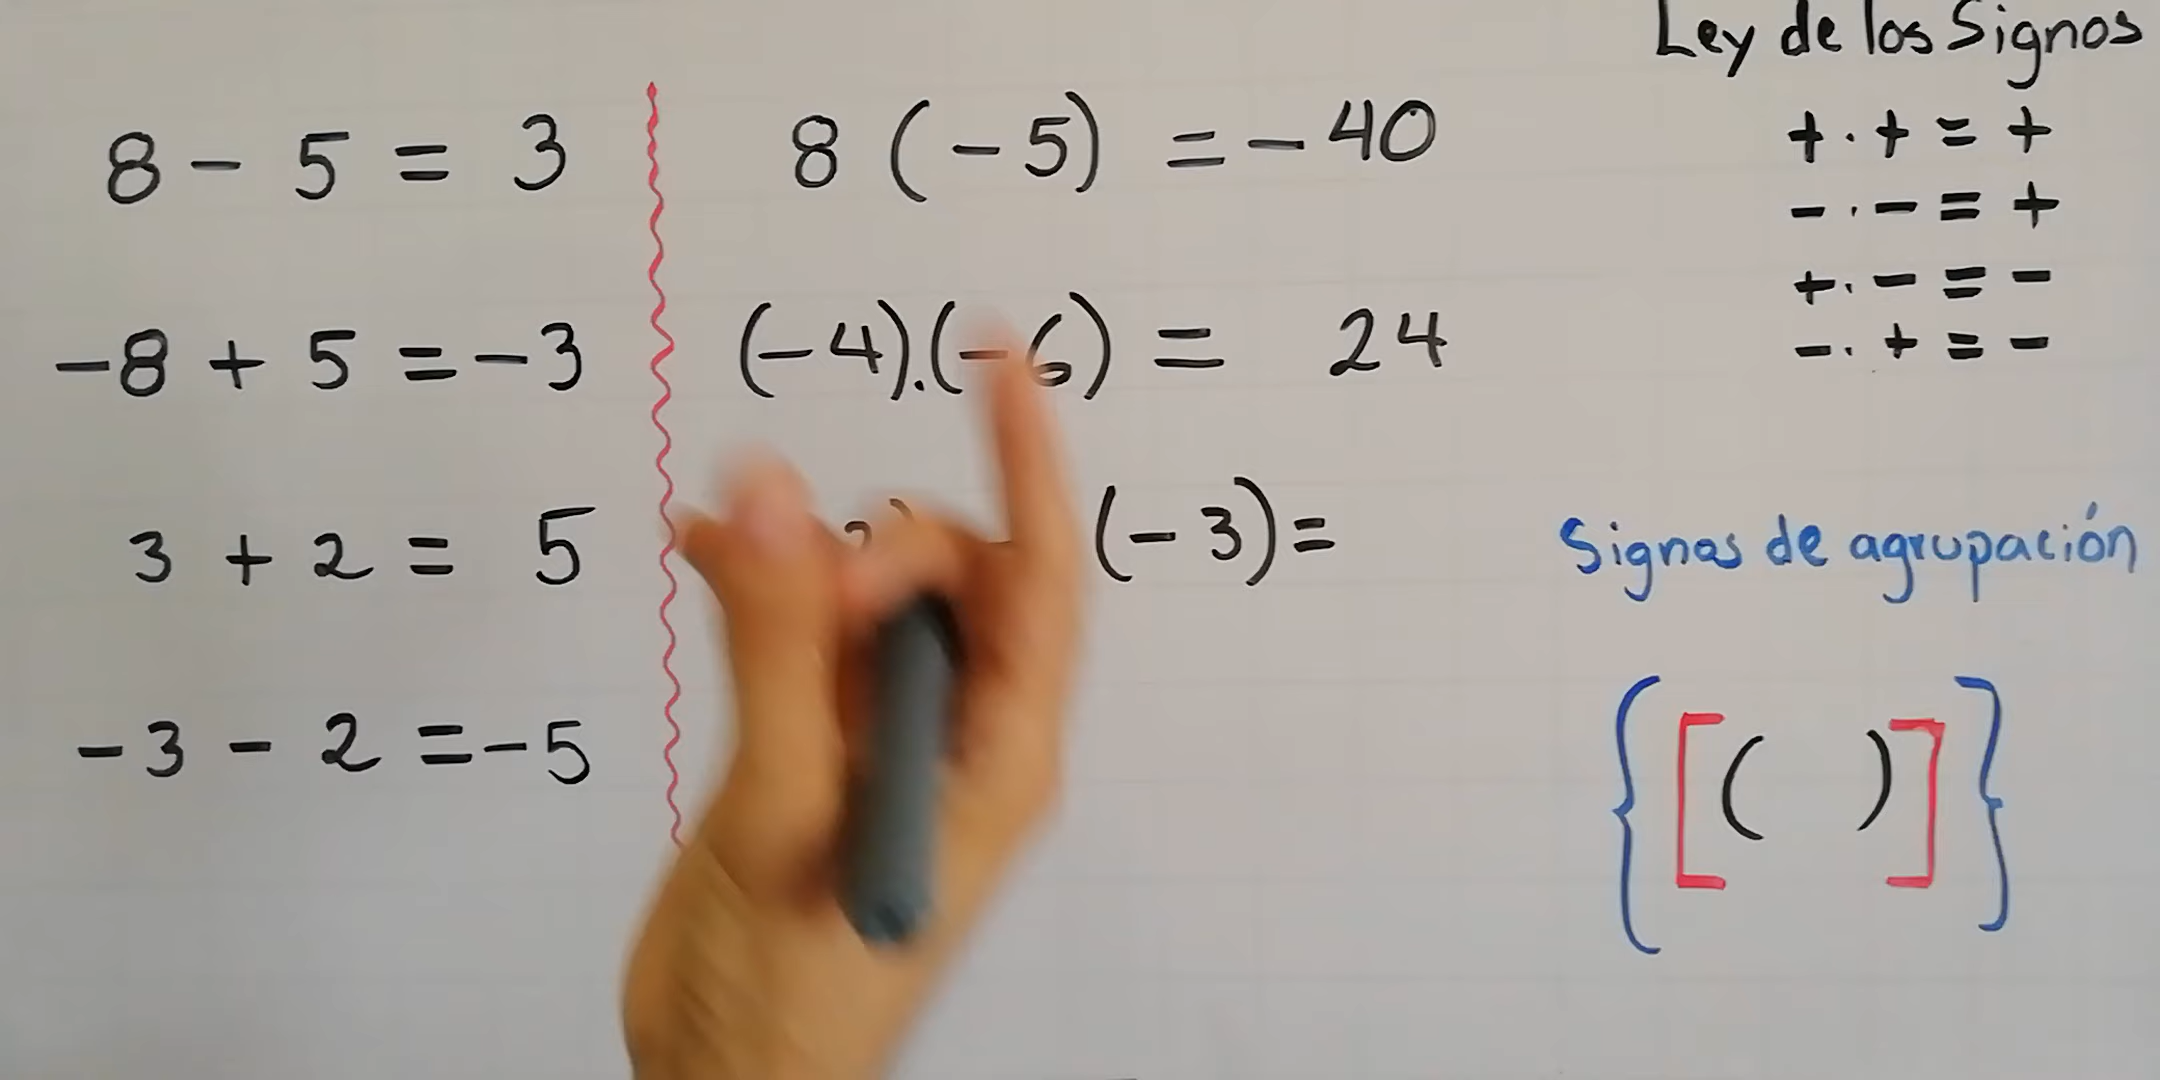 8 - 5 = 3
-8 + 5 = -3
3 + 2 = 5
-3 - 2 = -5
8 (-5) = -40
(-4).(-6) = 24
(-3) =
Ley de los Signos
+ . + = +
- . - = +
+ . - = -
- . + = -
Signos de agrupación
{[( )]}